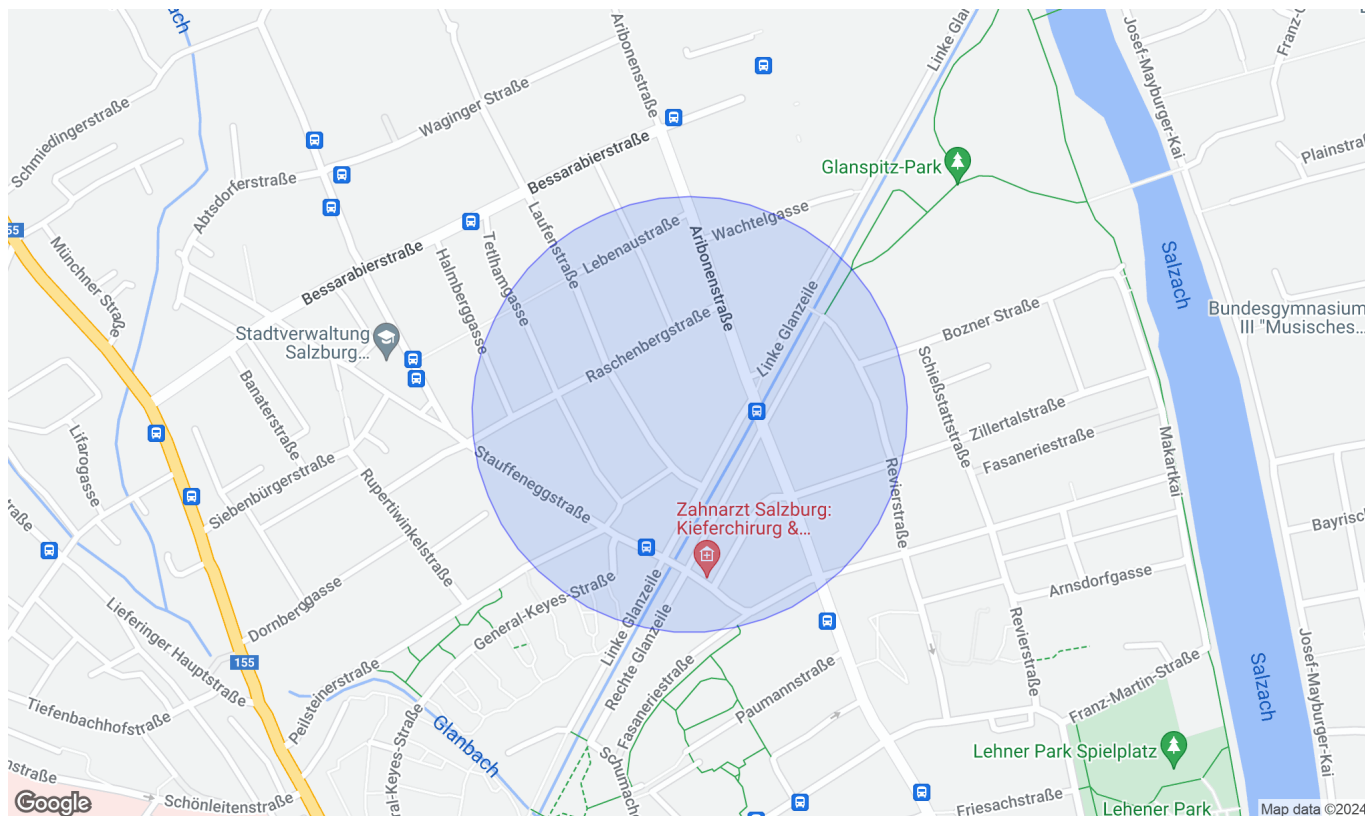 Aribonenstraße
Linke Glan
Josef-Mayburger-Kai
Schmiedingerstraße
Waginger Straße
Bessarabierstraße
Glanspitz-Park
Abtsdorferstraße
Laufenstraße
Lebenaustraße
Wachtelgasse
Aribonenstraße
155
Münchner Straße
Bessarabierstraße
Halmberggasse
Tetlhamgasse
Salzach
Stadtverwaltung
Salzburg...
Raschenbergstraße
Linke Glanzeile
Bozner Straße
Bundesgymnasium
III "Musisches...
Schießstattstraße
Banaterstraße
Lifarogasse
Siebenbürgerstraße
Rupertiwinkelstraße
Stauffeneggstraße
Zillertalstraße
Fasaneriestraße
Makartkai
Revierstraße
Zahnarzt Salzburg:
Kieferchirurg &...
Lieferinger Hauptstraße
Dornberggasse
General-Keyes-Straße
Linke Glanzeile
Rechte Glanzeile
Arnsdorfgasse
Revierstraße
155
Tiefenbachhofstraße
Peilsteinerstraße
Glanbach
Fasaneriestraße
Paumannstraße
Franz-Martin-Straße
Salzach
Josef-Mayburger-Kai
Lehner Park Spielplatz
Schönleitenstraße
Friesachstraße
Lehener Park
Google
Map data ©2024